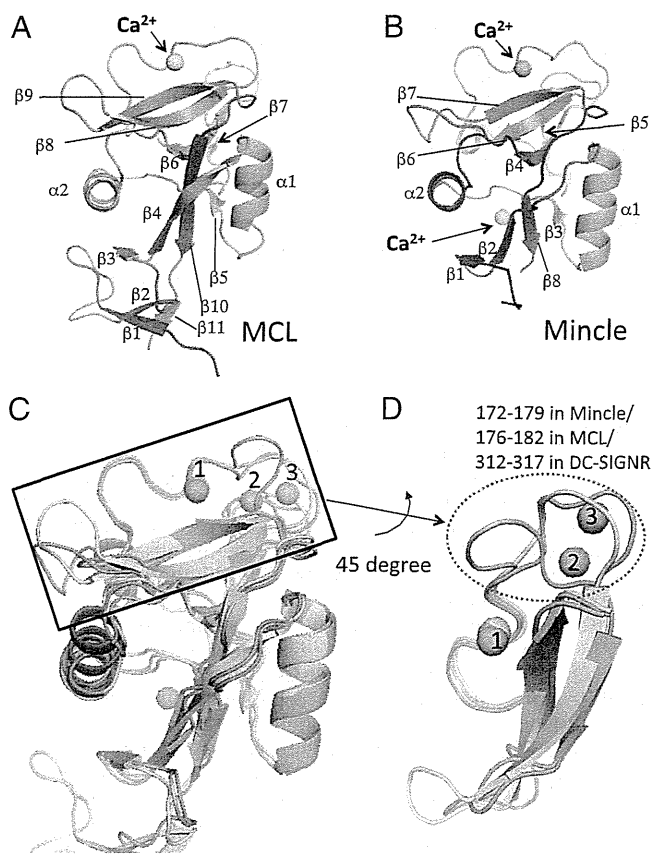 A
Ca²⁺
β9
β8
β7
β6
α2
α1
β4
β3
β5
β2
β10
β1
β11
MCL
B
Ca²⁺
β7
β5
β6
β4
α2
α1
Ca²⁺
β2
β3
β1
β8
Mincle
C
1
2
3
45 degree
D
172-179 in Mincle/
176-182 in MCL/
312-317 in DC-SIGNR
3
2
1